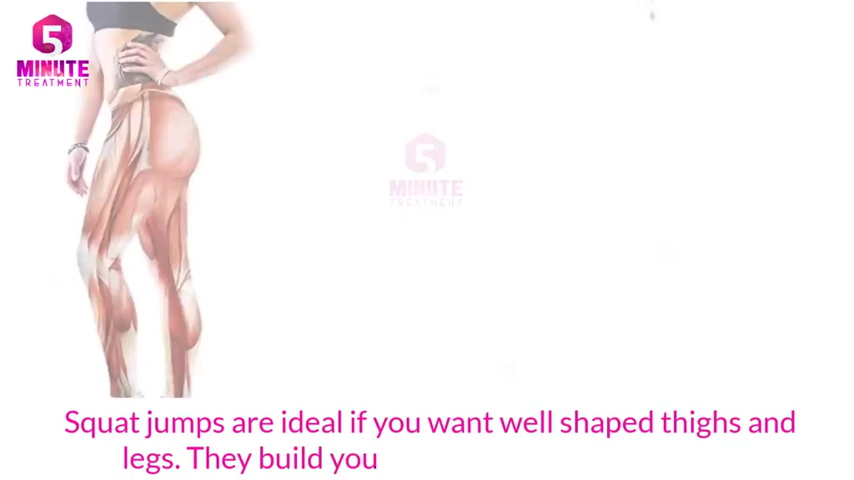 5
MINUTE
TREATMENT
5
MINUTE
TREATMENT
Squat jumps are ideal if you want well shaped thighs and
legs. They build you